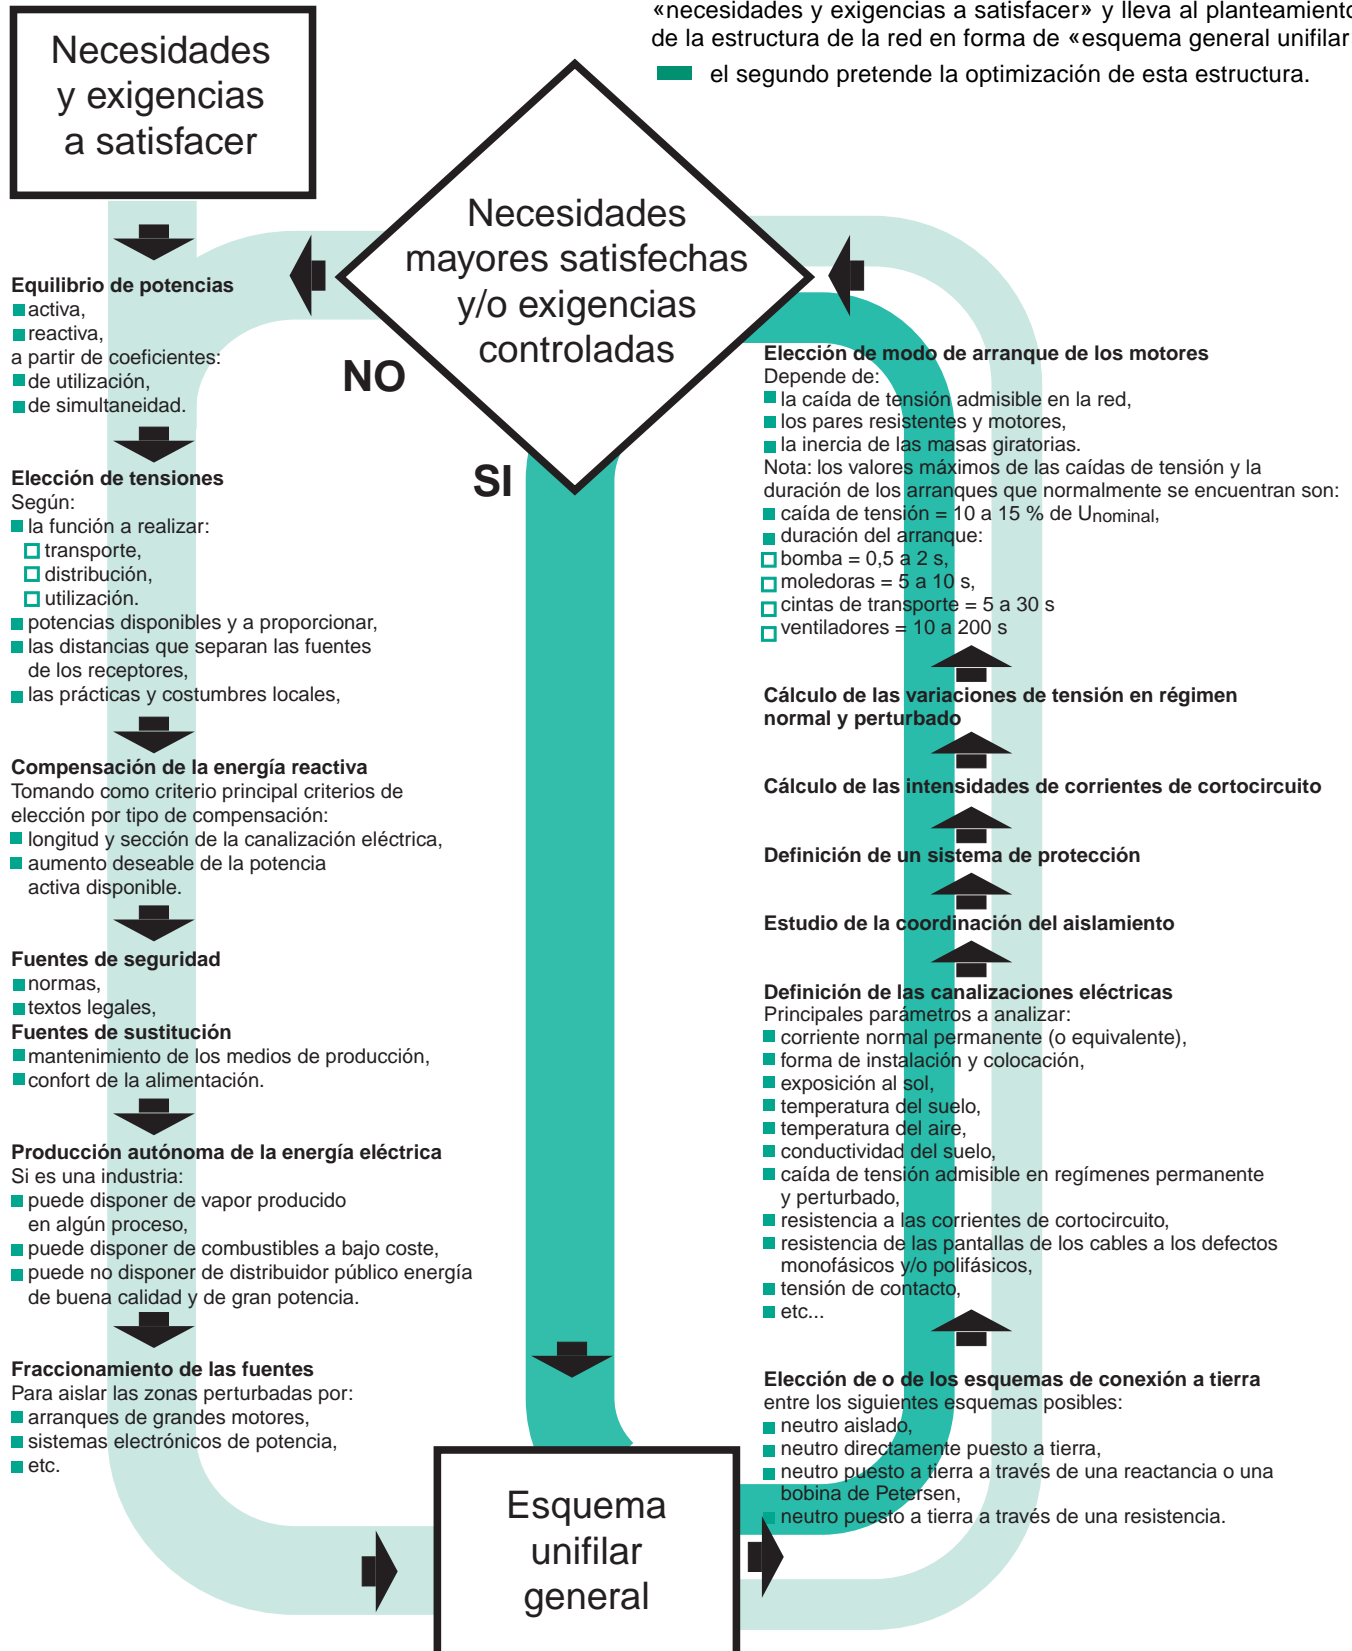 «necesidades y exigencias a satisfacer» y lleva al planteamiento
de la estructura de la red en forma de «esquema general unifilar
el segundo pretende la optimización de esta estructura.
Necesidades
y exigencias
a satisfacer
Necesidades
mayores satisfechas
y/o exigencias
controladas
NO
SI
Equilibrio de potencias
activa,
reactiva,
a partir de coeficientes:
de utilización,
de simultaneidad.
Elección de tensiones
Según:
la función a realizar:
transporte,
distribución,
utilización.
potencias disponibles y a proporcionar,
las distancias que separan las fuentes
de los receptores,
las prácticas y costumbres locales,
Compensación de la energía reactiva
Tomando como criterio principal criterios de
elección por tipo de compensación:
longitud y sección de la canalización eléctrica,
aumento deseable de la potencia
activa disponible.
Fuentes de seguridad
normas,
textos legales,
Fuentes de sustitución
mantenimiento de los medios de producción,
confort de la alimentación.
Producción autónoma de la energía eléctrica
Si es una industria:
puede disponer de vapor producido
en algún proceso,
puede disponer de combustibles a bajo coste,
puede no disponer de distribuidor público energía
de buena calidad y de gran potencia.
Fraccionamiento de las fuentes
Para aislar las zonas perturbadas por:
arranques de grandes motores,
sistemas electrónicos de potencia,
etc.
Esquema
unifilar
general
Elección de modo de arranque de los motores
Depende de:
la caída de tensión admisible en la red,
los pares resistentes y motores,
la inercia de las masas giratorias.
Nota: los valores máximos de las caídas de tensión y la
duración de los arranques que normalmente se encuentran son:
caída de tensión = 10 a 15 % de Unominal,
duración del arranque:
bomba = 0,5 a 2 s,
moledoras = 5 a 10 s,
cintas de transporte = 5 a 30 s
ventiladores = 10 a 200 s
Cálculo de las variaciones de tensión en régimen
normal y perturbado
Cálculo de las intensidades de corrientes de cortocircuito
Definición de un sistema de protección
Estudio de la coordinación del aislamiento
Definición de las canalizaciones eléctricas
Principales parámetros a analizar:
corriente normal permanente (o equivalente),
forma de instalación y colocación,
exposición al sol,
temperatura del suelo,
temperatura del aire,
conductividad del suelo,
caída de tensión admisible en regímenes permanente
y perturbado,
resistencia a las corrientes de cortocircuito,
resistencia de las pantallas de los cables a los defectos
monofásicos y/o polifásicos,
tensión de contacto,
etc...
Elección de o de los esquemas de conexión a tierra
entre los siguientes esquemas posibles:
neutro aislado,
neutro directamente puesto a tierra,
neutro puesto a tierra a través de una reactancia o una
bobina de Petersen,
neutro puesto a tierra a través de una resistencia.